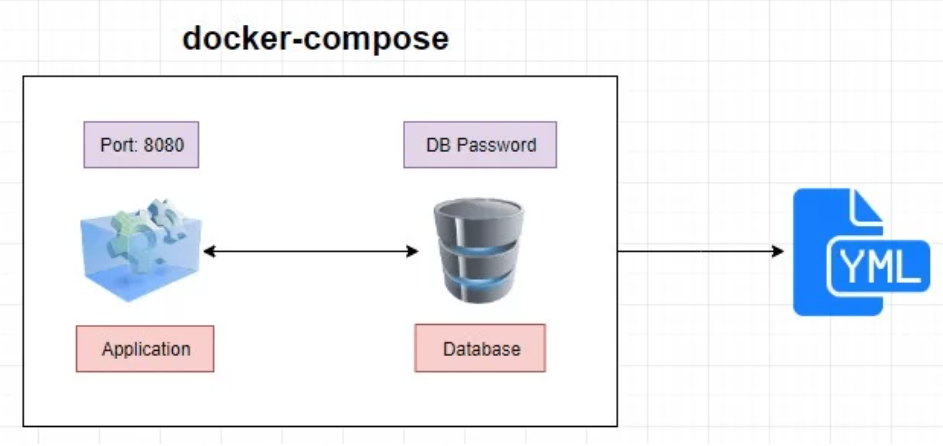 docker-compose
Port: 8080
DB Password
YML
Application
Database